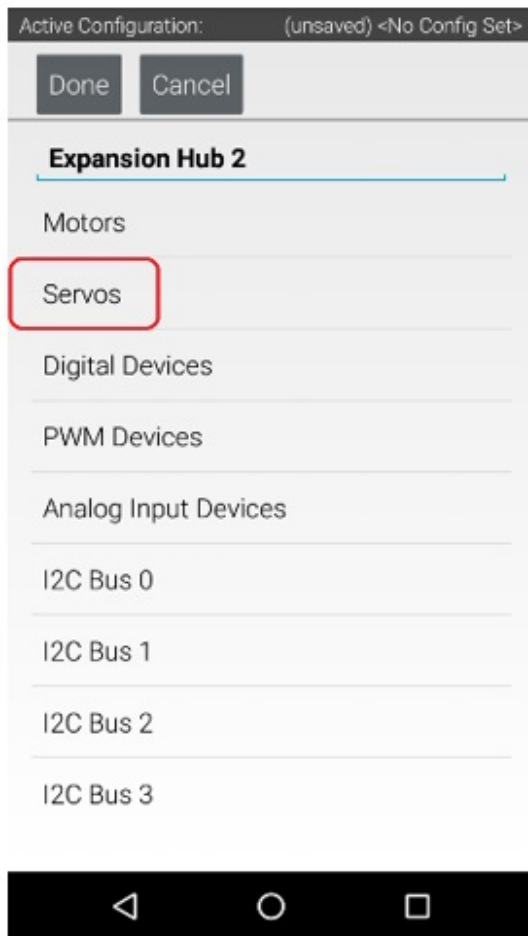 Active Configuration: (unsaved) <No Config Set>
Done Cancel
Expansion Hub 2
Motors
Servos
Digital Devices
PWM Devices
Analog Input Devices
I2C Bus 0
I2C Bus 1
I2C Bus 2
I2C Bus 3